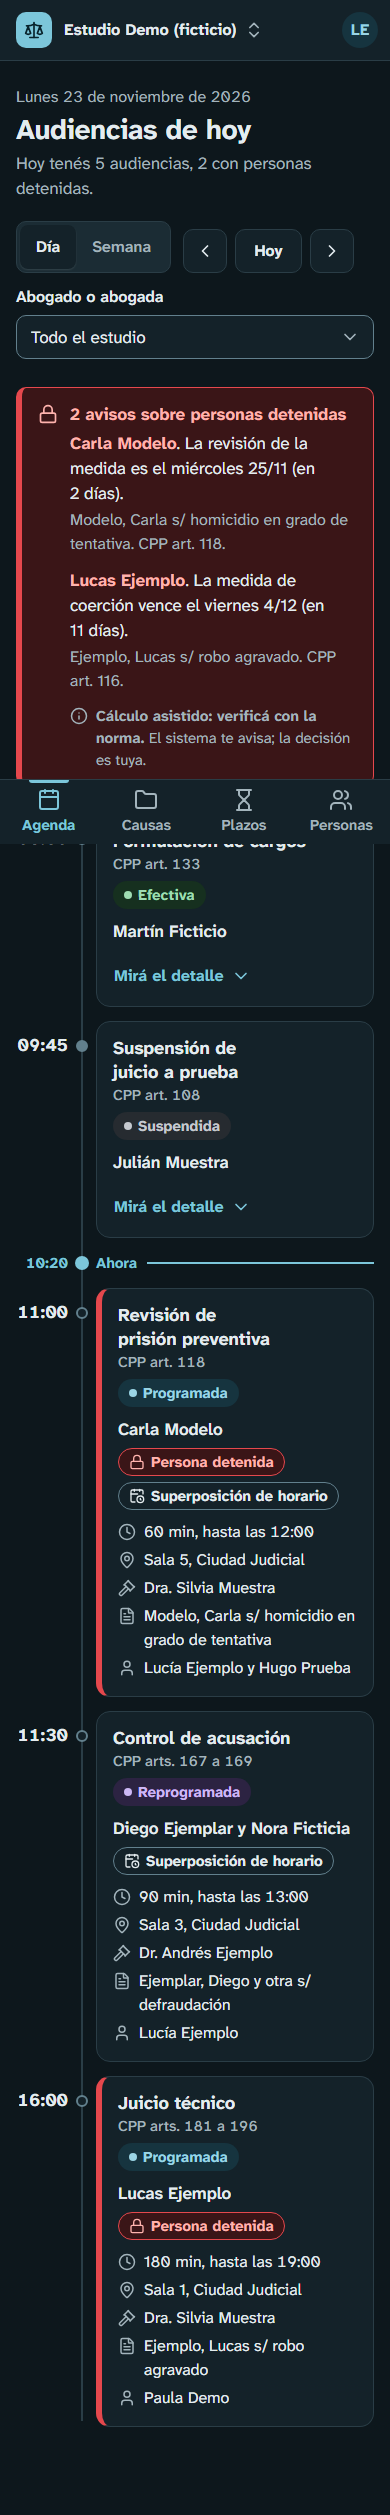 Estudio Demo (ficticio)
LE
Lunes 23 de noviembre de 2026
Audiencias de hoy
Hoy tenés 5 audiencias, 2 con personas
detenidas.
Día
Semana
Hoy
Abogado o abogada
Todo el estudio
2 avisos sobre personas detenidas
Carla Modelo. La revisión de la
medida es el miércoles 25/11 (en
2 días).
Modelo, Carla s/ homicidio en grado de
tentativa. CPP art. 118.
Lucas Ejemplo. La medida de
coerción vence el viernes 4/12 (en
11 días).
Ejemplo, Lucas s/ robo agravado. CPP
art. 116.
Cálculo asistido: verificá con la
norma. El sistema te avisa; la decisión
es tuya.
Agenda
Causas
Plazos
Personas
Formulación de cargos
CPP art. 133
Efectiva
Martín Ficticio
Mirá el detalle
09:45
Suspensión de
juicio a prueba
CPP art. 108
Suspendida
Julián Muestra
Mirá el detalle
10:20 Ahora
11:00
Revisión de
prisión preventiva
CPP art. 118
Programada
Carla Modelo
Persona detenida
Superposición de horario
60 min, hasta las 12:00
Sala 5, Ciudad Judicial
Dra. Silvia Muestra
Modelo, Carla s/ homicidio en
grado de tentativa
Lucía Ejemplo y Hugo Prueba
11:30
Control de acusación
CPP arts. 167 a 169
Reprogramada
Diego Ejemplar y Nora Ficticia
Superposición de horario
90 min, hasta las 13:00
Sala 3, Ciudad Judicial
Dr. Andrés Ejemplo
Ejemplar, Diego y otra s/
defraudación
Lucía Ejemplo
16:00
Juicio técnico
CPP arts. 181 a 196
Programada
Lucas Ejemplo
Persona detenida
180 min, hasta las 19:00
Sala 1, Ciudad Judicial
Dra. Silvia Muestra
Ejemplo, Lucas s/ robo
agravado
Paula Demo